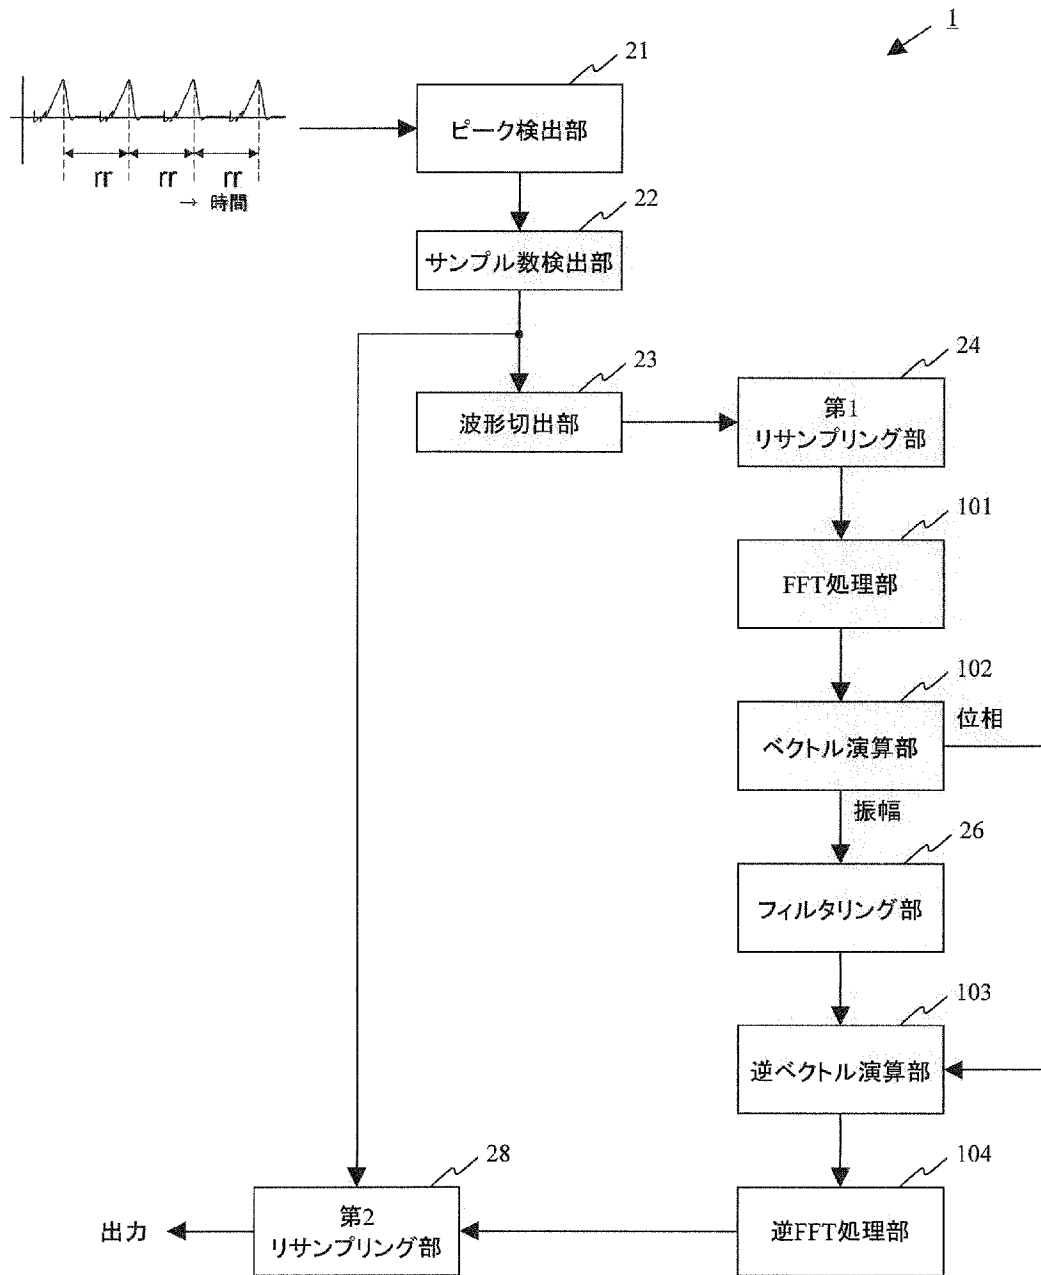 1
21
ピーク検出部
rr
rr
rr
→ 時間
22
サンプル数検出部
23
波形切出部
24
第1
リサンプリング部
101
FFT処理部
102
位相
ベクトル演算部
振幅
26
フィルタリング部
103
逆ベクトル演算部
104
逆FFT処理部
28
第2
リサンプリング部
出力